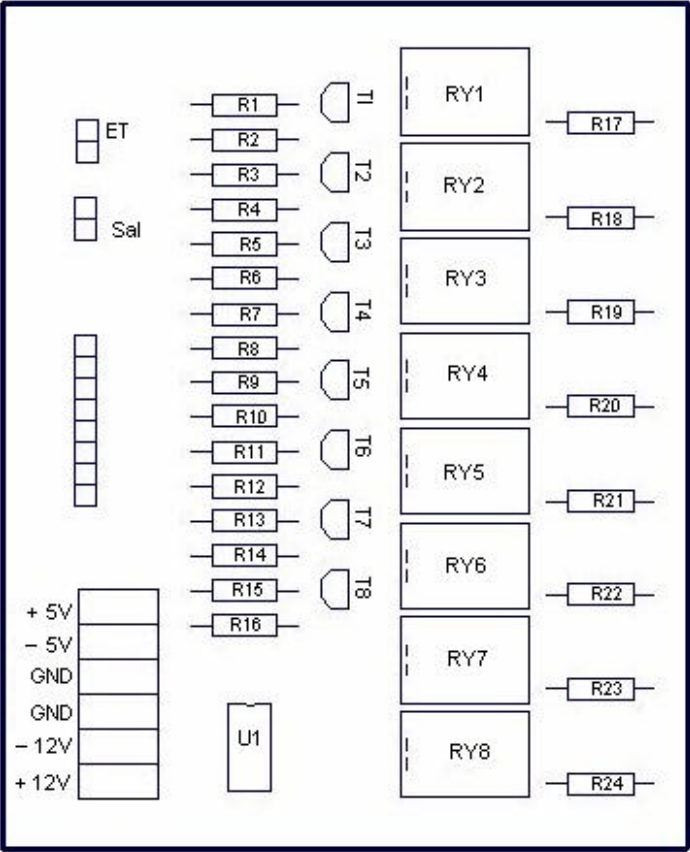 ET
Sal
+ 5V
– 5V
GND
GND
– 12V
+ 12V
R1
R2
R3
R4
R5
R6
R7
R8
R9
R10
R11
R12
R13
R14
R15
R16
U1
T1
T2
T3
T4
T5
T6
T7
T8
RY1
RY2
RY3
RY4
RY5
RY6
RY7
RY8
R17
R18
R19
R20
R21
R22
R23
R24